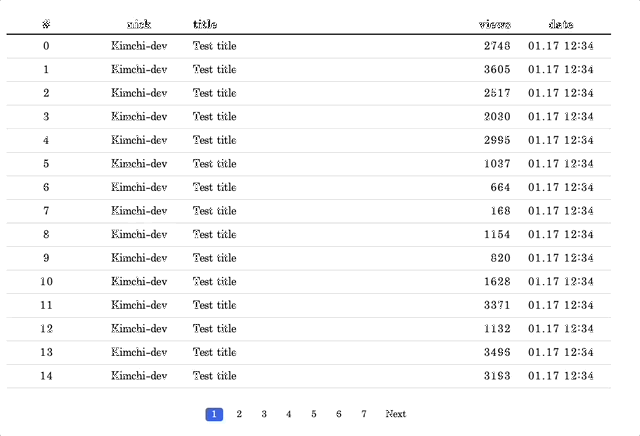 # nick title views date
0 Kimchi-dev Test title 2748 01.17 12:34
1 Kimchi-dev Test title 3605 01.17 12:34
2 Kimchi-dev Test title 2517 01.17 12:34
3 Kimchi-dev Test title 2030 01.17 12:34
4 Kimchi-dev Test title 2995 01.17 12:34
5 Kimchi-dev Test title 1037 01.17 12:34
6 Kimchi-dev Test title 664 01.17 12:34
7 Kimchi-dev Test title 168 01.17 12:34
8 Kimchi-dev Test title 1154 01.17 12:34
9 Kimchi-dev Test title 820 01.17 12:34
10 Kimchi-dev Test title 1628 01.17 12:34
11 Kimchi-dev Test title 3371 01.17 12:34
12 Kimchi-dev Test title 1132 01.17 12:34
13 Kimchi-dev Test title 3495 01.17 12:34
14 Kimchi-dev Test title 3193 01.17 12:34
1 2 3 4 5 6 7 Next